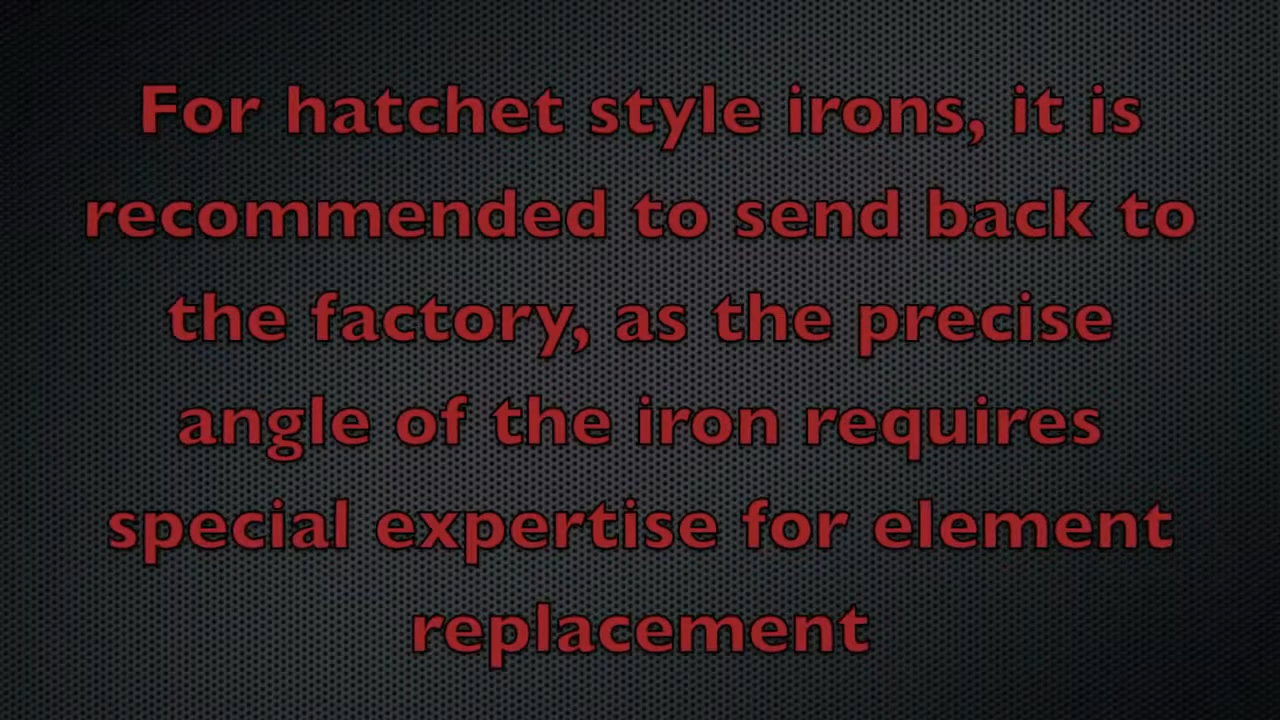 For hatchet style irons, it is
recommended to send back to
the factory, as the precise
angle of the iron requires
special expertise for element
replacement